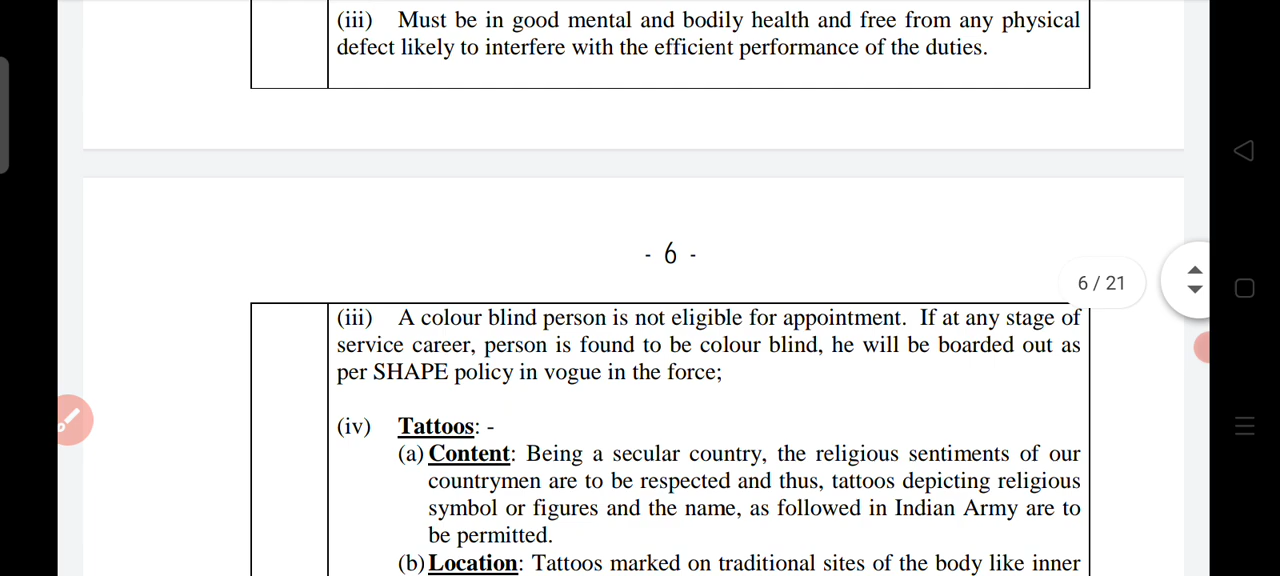 (iii) Must be in good mental and bodily health and free from any physical
defect likely to interfere with the efficient performance of the duties.
- 6 -
6 / 21
(iii) A colour blind person is not eligible for appointment. If at any stage of
service career, person is found to be colour blind, he will be boarded out as
per SHAPE policy in vogue in the force;
(iv) Tattoos: -
(a) Content: Being a secular country, the religious sentiments of our
countrymen are to be respected and thus, tattoos depicting religious
symbol or figures and the name, as followed in Indian Army are to
be permitted.
(b) Location: Tattoos marked on traditional sites of the body like inner